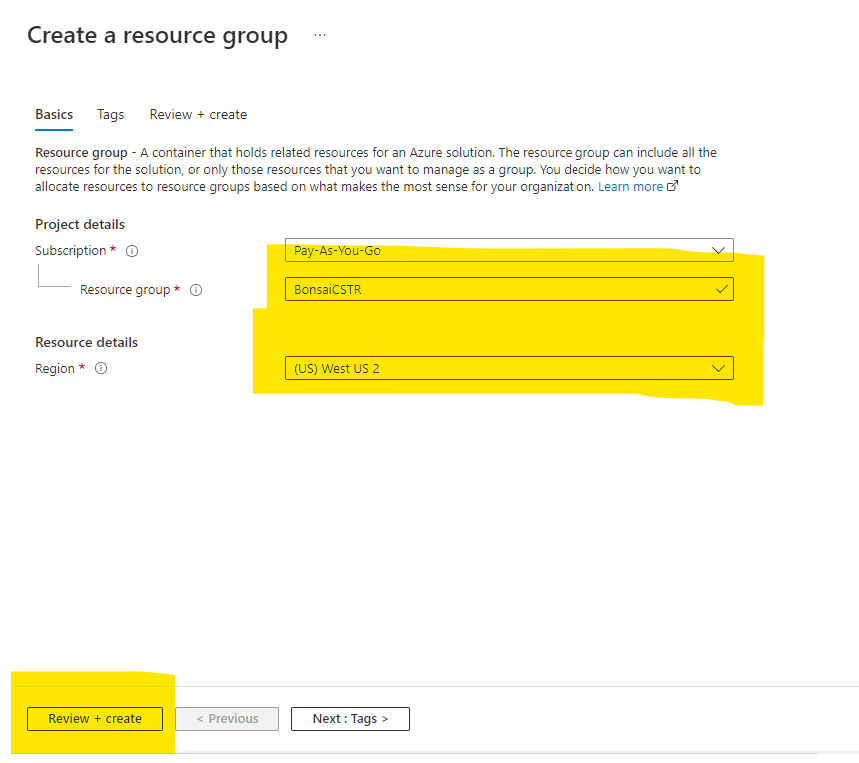 Create a resource group ...
Basics Tags Review + create
Resource group - A container that holds related resources for an Azure solution. The resource group can include all the
resources for the solution, or only those resources that you want to manage as a group. You decide how you want to
allocate resources to resource groups based on what makes the most sense for your organization. Learn more
Project details
Subscription * Pay-As-You-Go
Resource group * BonsaiCSTR
Resource details
Region * (US) West US 2
Review + create < Previous Next : Tags >